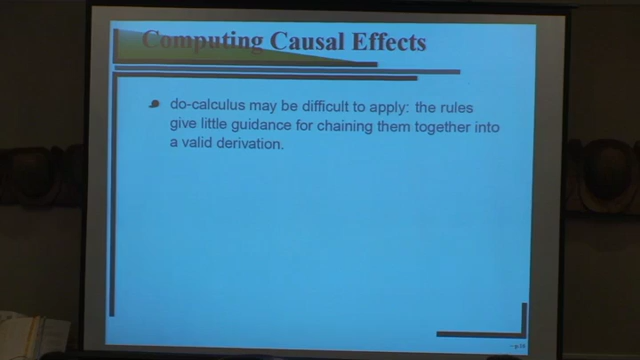 Computing Causal Effects
do-calculus may be difficult to apply: the rules
give little guidance for chaining them together into
a valid derivation.